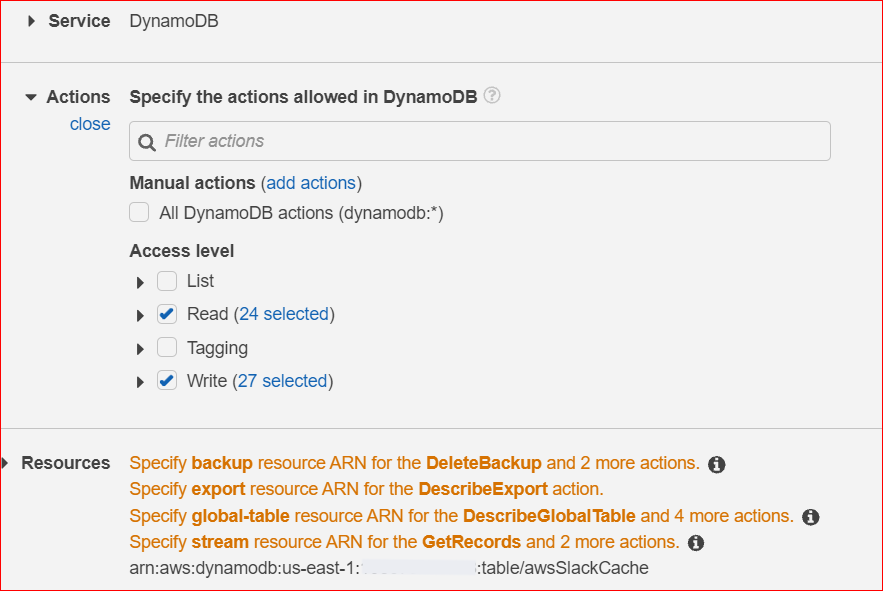 Service DynamoDB
Actions Specify the actions allowed in DynamoDB ?
close
Filter actions
Manual actions (add actions)
All DynamoDB actions (dynamodb:*)
Access level
List
Read (24 selected)
Tagging
Write (27 selected)
Resources Specify backup resource ARN for the DeleteBackup and 2 more actions. i
Specify export resource ARN for the DescribeExport action.
Specify global-table resource ARN for the DescribeGlobalTable and 4 more actions. i
Specify stream resource ARN for the GetRecords and 2 more actions. i
arn:aws:dynamodb:us-east-1: :table/awsSlackCache